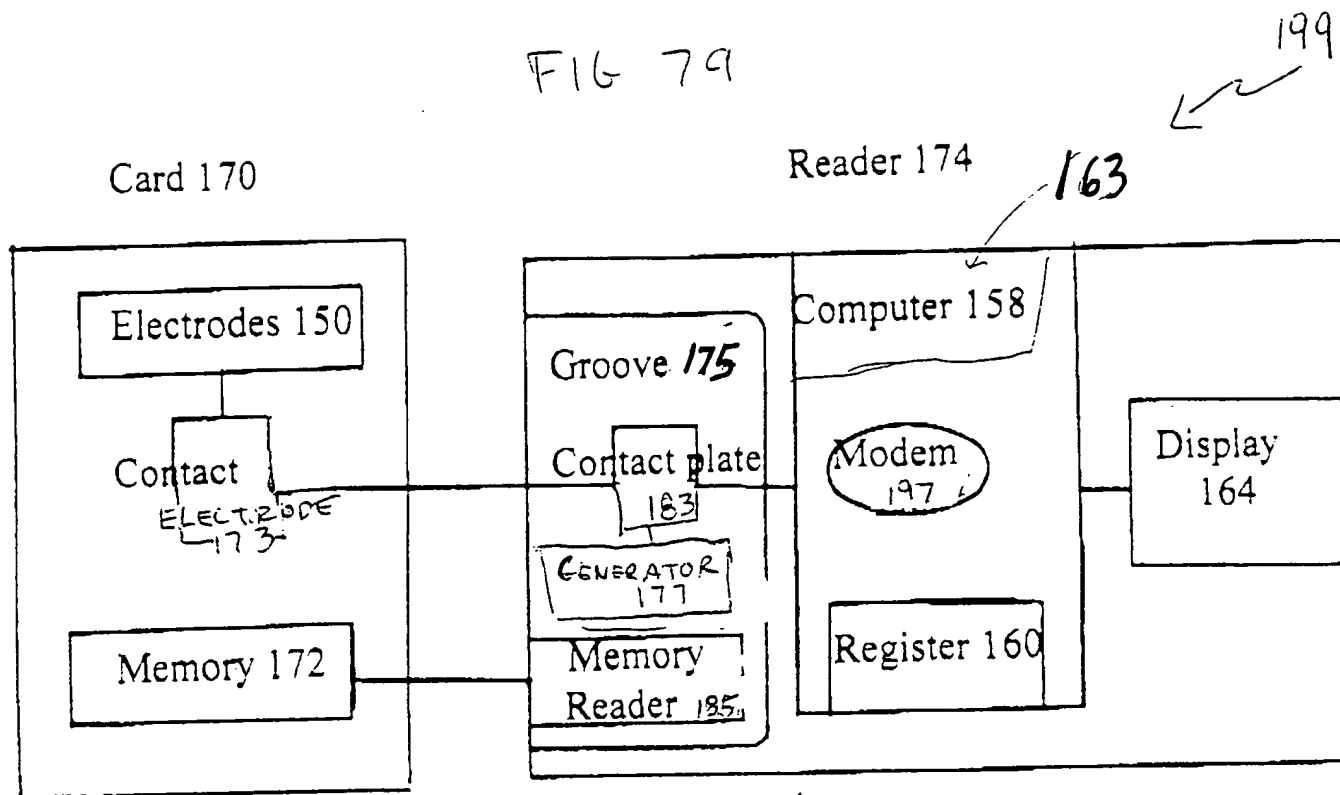 FIG 79
199
Card 170
Reader 174
163
Electrodes 150
Contact
ELECTRODE
173
Memory 172
Groove 175
Contact plate
183
GENERATOR
177
Memory
Reader 185
Computer 158
Modem
197
Register 160
Display
164